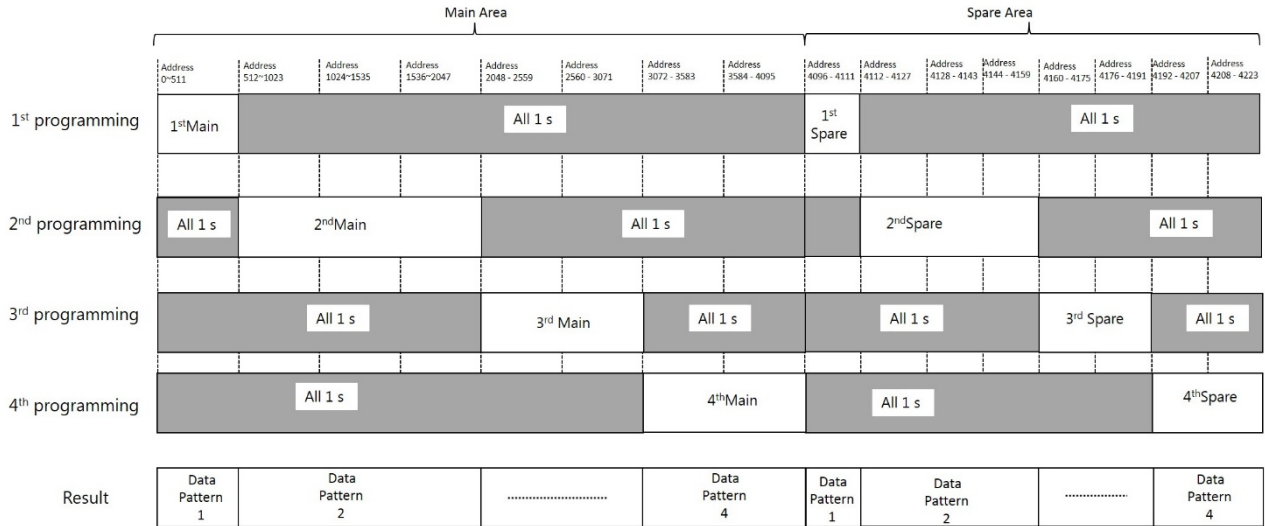 Main Area
Spare Area
Address 0~511
Address 512~1023
Address 1024~1535
Address 1536~2047
Address 2048 - 2559
Address 2560 - 3071
Address 3072 - 3583
Address 3584 - 4095
Address 4096 - 4111
Address 4112 - 4127
Address 4128 - 4143
Address 4144 - 4159
Address 4160 - 4175
Address 4176 - 4191
Address 4192 - 4207
Address 4208 - 4223
1st programming
1stMain
All 1 s
1st
Spare
All 1 s
2nd programming
All 1 s
2ndMain
All 1 s
2ndSpare
All 1 s
3rd programming
All 1 s
3rd Main
All 1 s
All 1 s
3rd Spare
All 1 s
4th programming
All 1 s
4thMain
All 1 s
4thSpare
Result
Data
Pattern
1
Data
Pattern
2
........................
Data
Pattern
4
Data
Pattern
1
Data
Pattern
2
...............
Data
Pattern
4